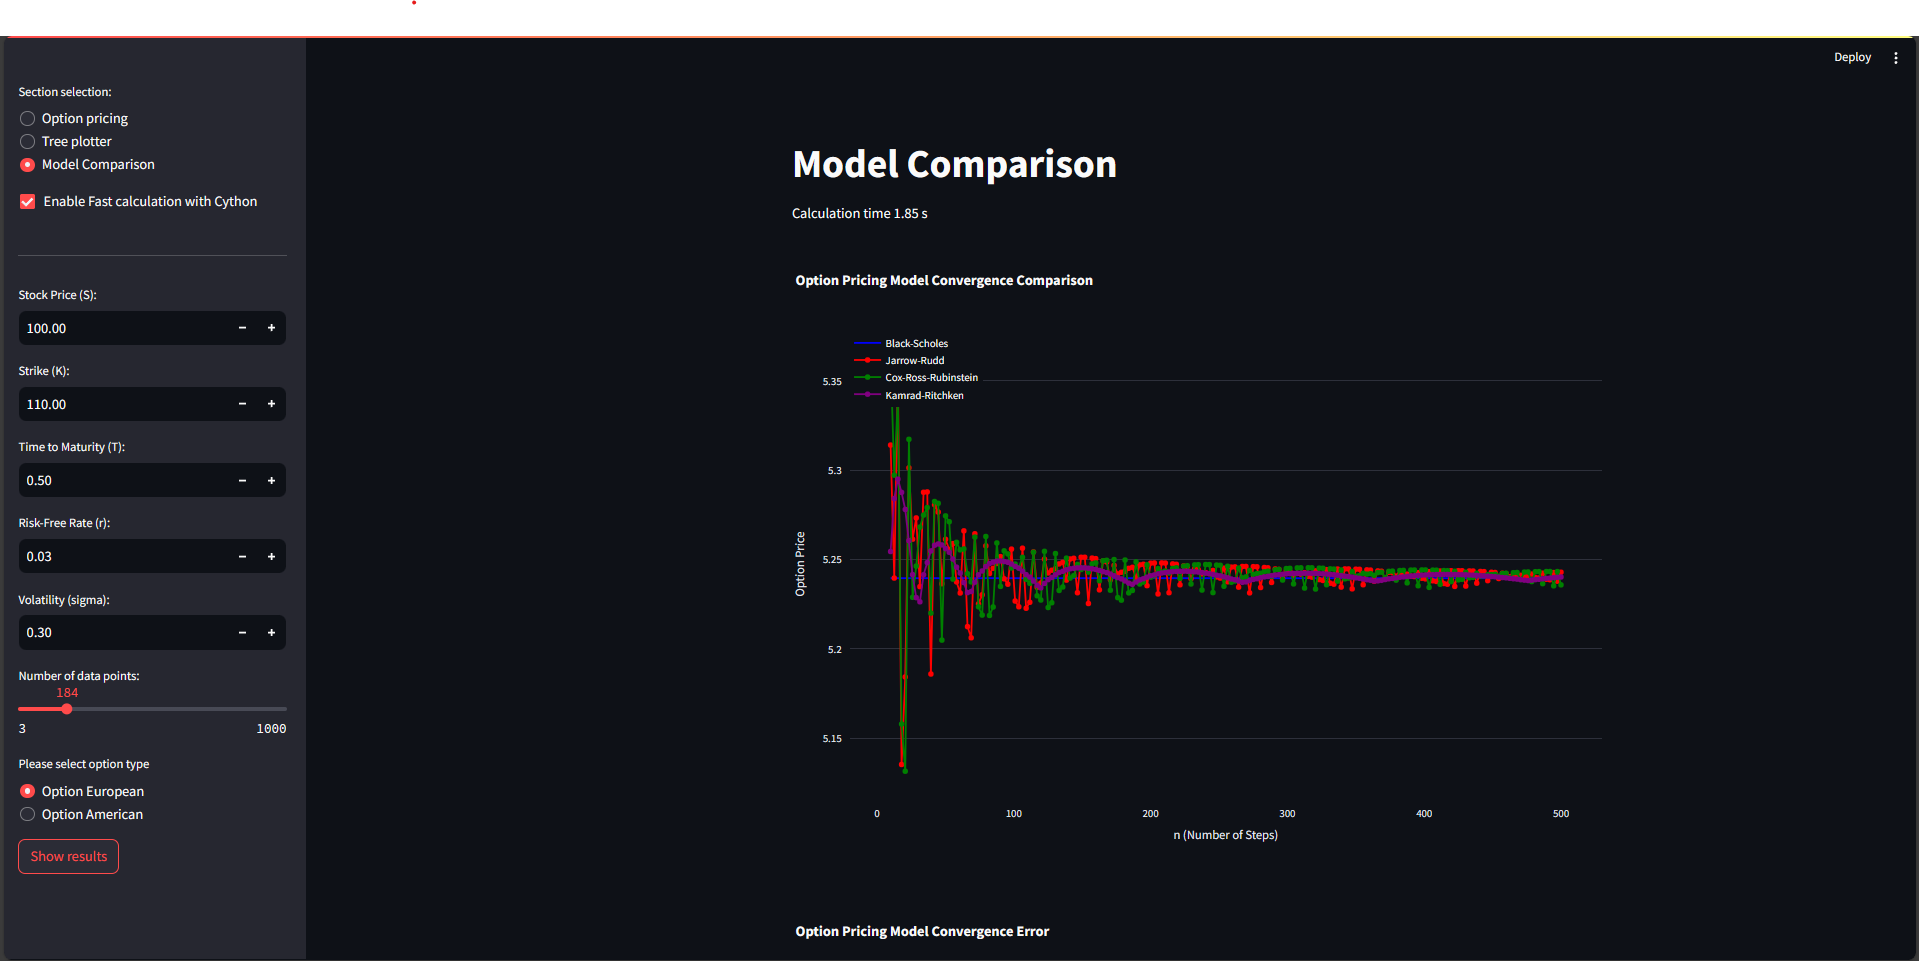 Deploy
Section selection:
Option pricing
Tree plotter
Model Comparison
Enable Fast calculation with Cython
Stock Price (S):
100.00
Strike (K):
110.00
Time to Maturity (T):
0.50
Risk-Free Rate (r):
0.03
Volatility (sigma):
0.30
Number of data points:
184
3 1000
Please select option type
Option European
Option American
Show results
Model Comparison
Calculation time 1.85 s
Option Pricing Model Convergence Comparison
Black-Scholes
Jarrow-Rudd
Cox-Ross-Rubinstein
Kamrad-Ritchken
5.35
5.3
5.25
5.2
5.15
Option Price
0 100 200 300 400 500
n (Number of Steps)
Option Pricing Model Convergence Error